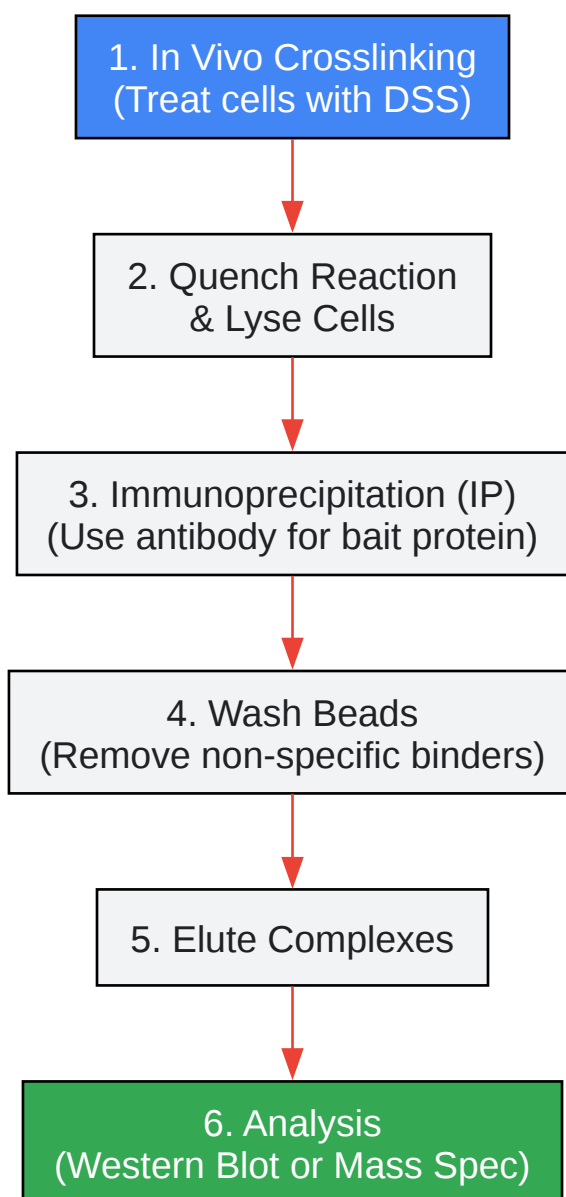 1. In Vivo Crosslinking
(Treat cells with DSS)
2. Quench Reaction
& Lyse Cells
3. Immunoprecipitation (IP)
(Use antibody for bait protein)
4. Wash Beads
(Remove non-specific binders)
5. Elute Complexes
6. Analysis
(Western Blot or Mass Spec)